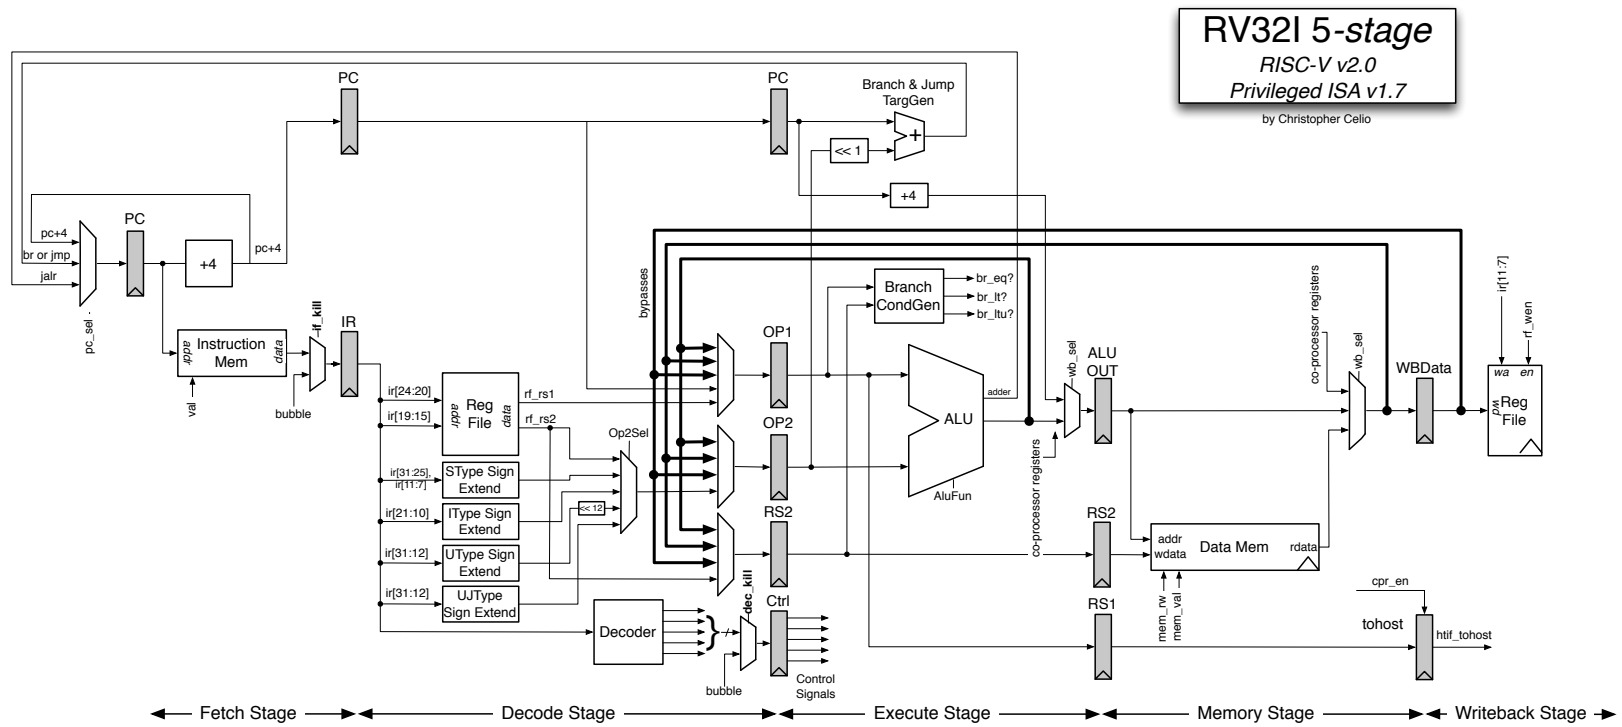 RV32I 5-stage
RISC-V v2.0
Privileged ISA v1.7
by Christopher Celio
PC
PC
Branch & Jump
TargGen
+
<< 1
+4
PC
pc+4
br or jmp
jalr
pc_sel
+4
pc+4
if_kill
IR
Instruction
Mem
addr
data
val
bubble
bypasses
Branch
CondGen
br_eq?
br_lt?
br_ltu?
OP1
ir[24:20]
ir[19:15]
Reg
File
addr
data
rf_rs1
rf_rs2
Op2Sel
ir[31:25],
ir[11:7]
SType Sign
Extend
ir[21:10]
IType Sign
Extend
<< 12
ir[31:12]
UType Sign
Extend
ir[31:12]
UJType
Sign Extend
OP2
RS2
ALU
adder
AluFun
wb_sel
ALU
OUT
co-processor registers
co-processor registers
wb_sel
WBData
ir[11:7]
rf_wen
wa
en
wd
Reg
File
RS2
addr
wdata
Data Mem
rdata
mem_rw
mem_val
Decoder
dec_kill
bubble
Ctrl
Control
Signals
RS1
cpr_en
tohost
htif_tohost
Fetch Stage
Decode Stage
Execute Stage
Memory Stage
Writeback Stage